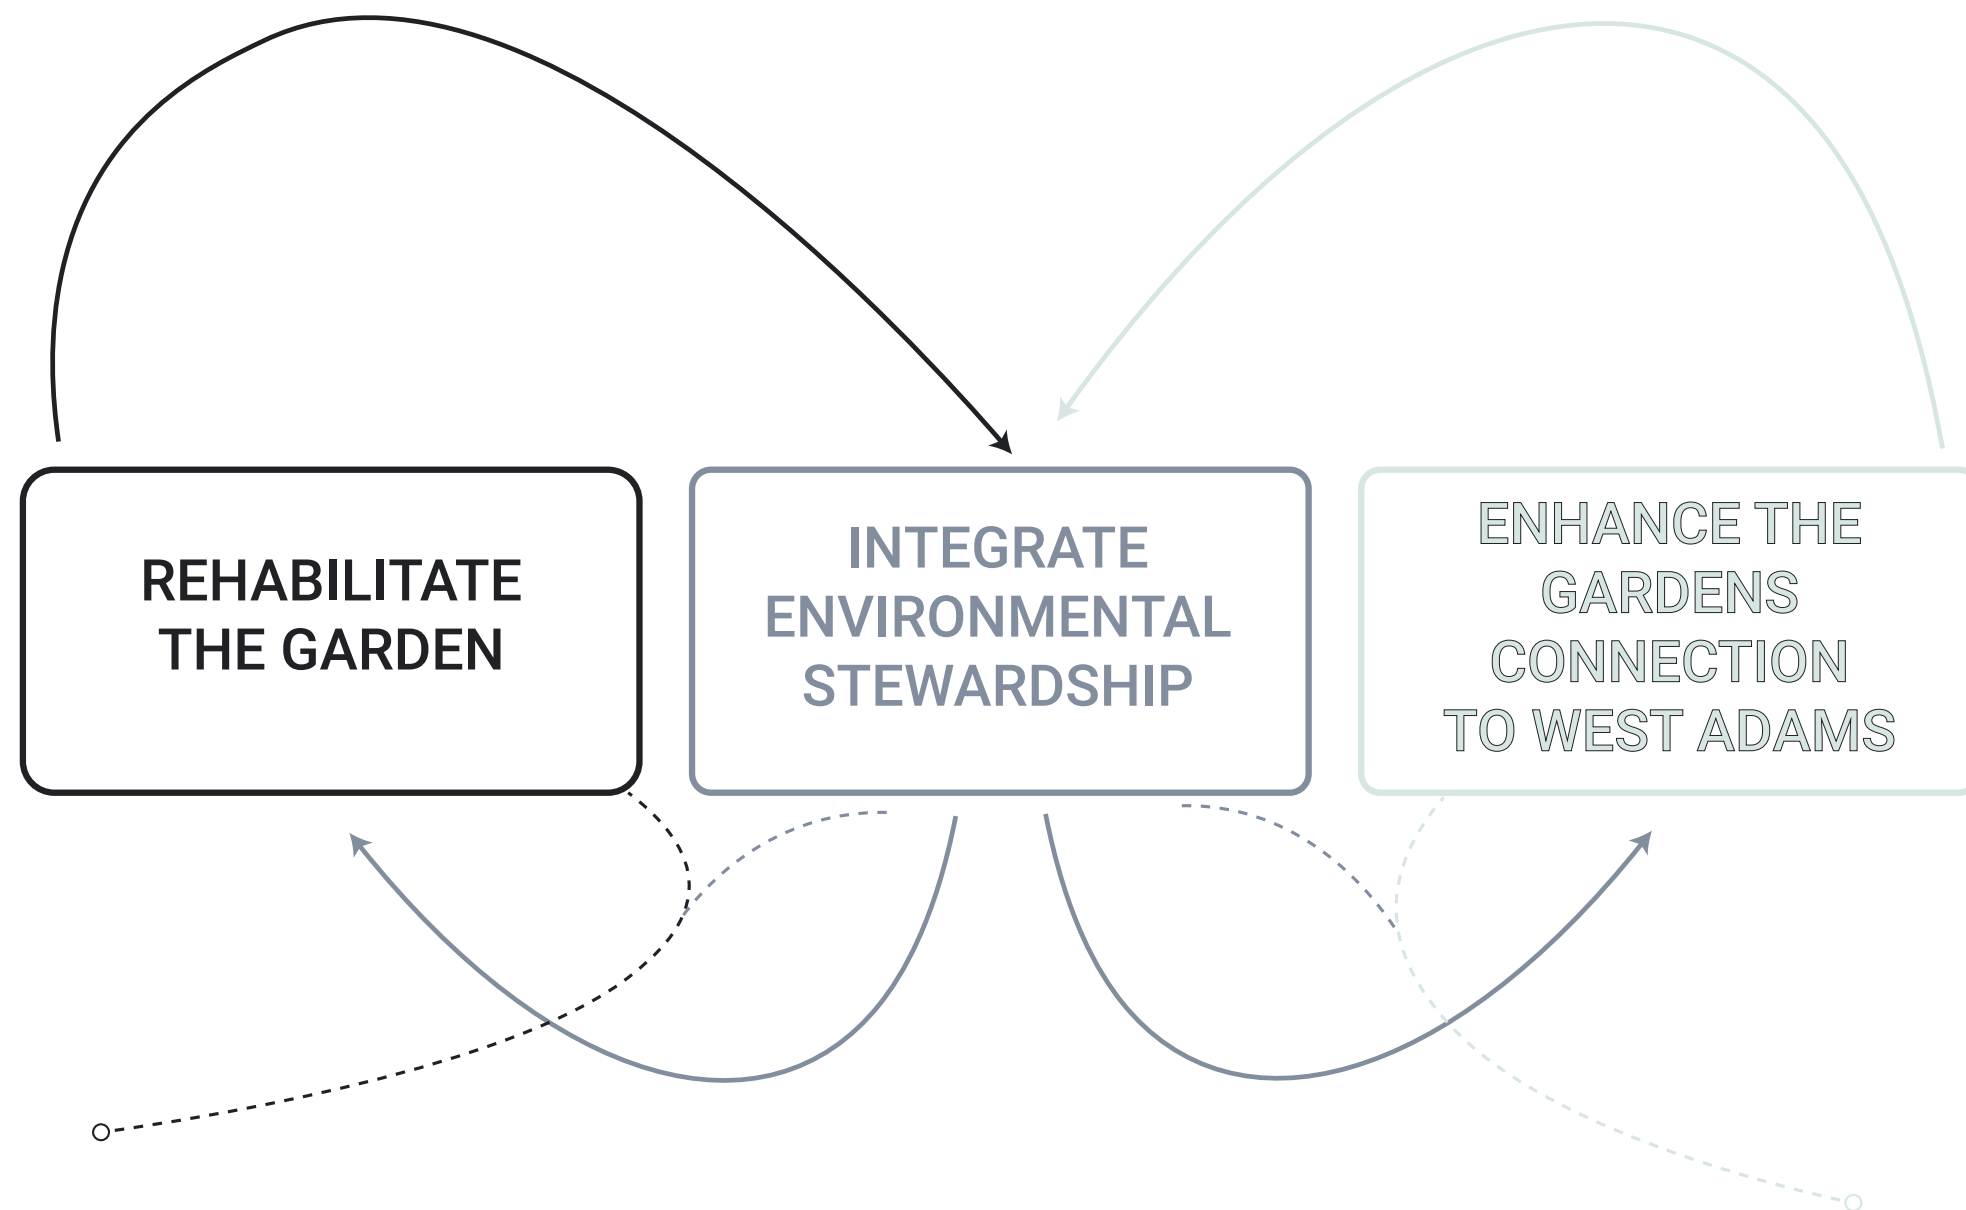 REHABILITATE
THE GARDEN
INTEGRATE
ENVIRONMENTAL
STEWARDSHIP
ENHANCE THE
GARDENS
CONNECTION
TO WEST ADAMS